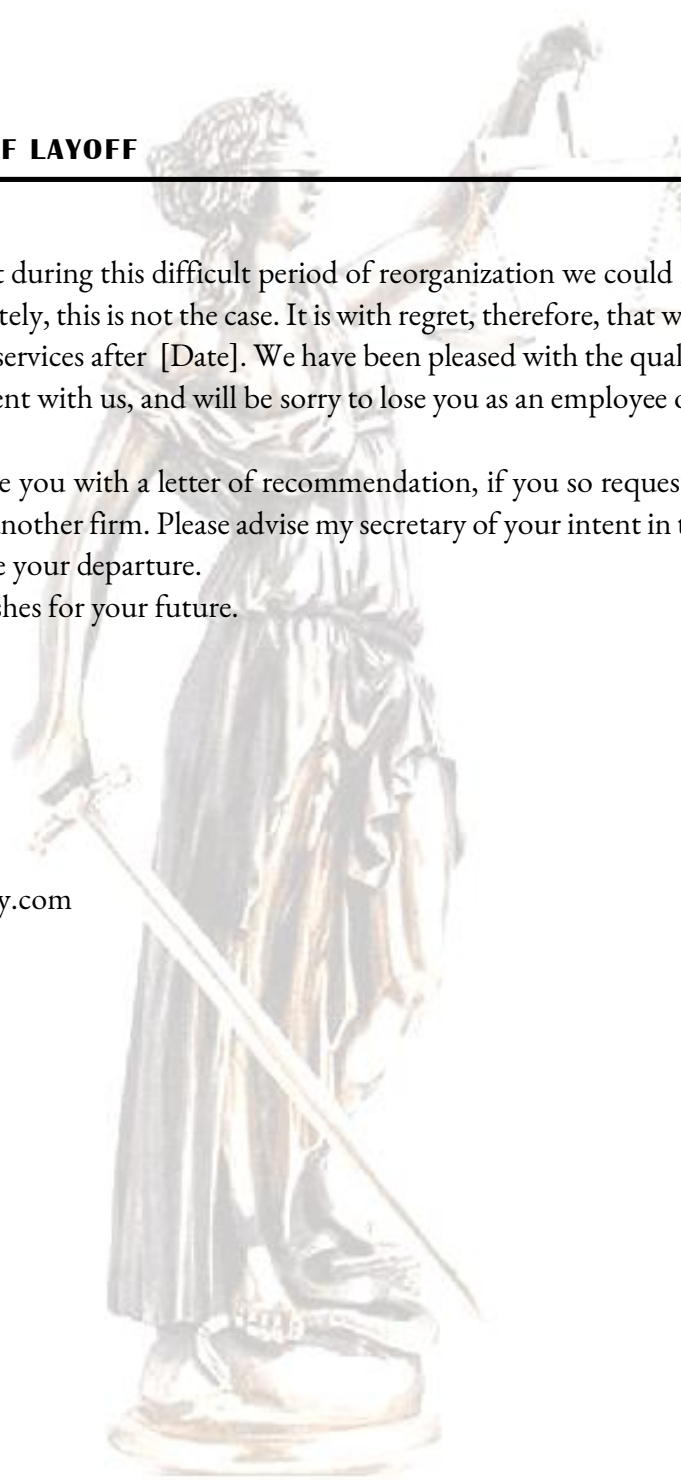 F LAYOFF
t during this difficult period of reorganization we could
tely, this is not the case. It is with regret, therefore, that w
services after [Date]. We have been pleased with the qual
ent with us, and will be sorry to lose you as an employee o
e you with a letter of recommendation, if you so reques
nother firm. Please advise my secretary of your intent in t
e your departure.
shes for your future.
y.com